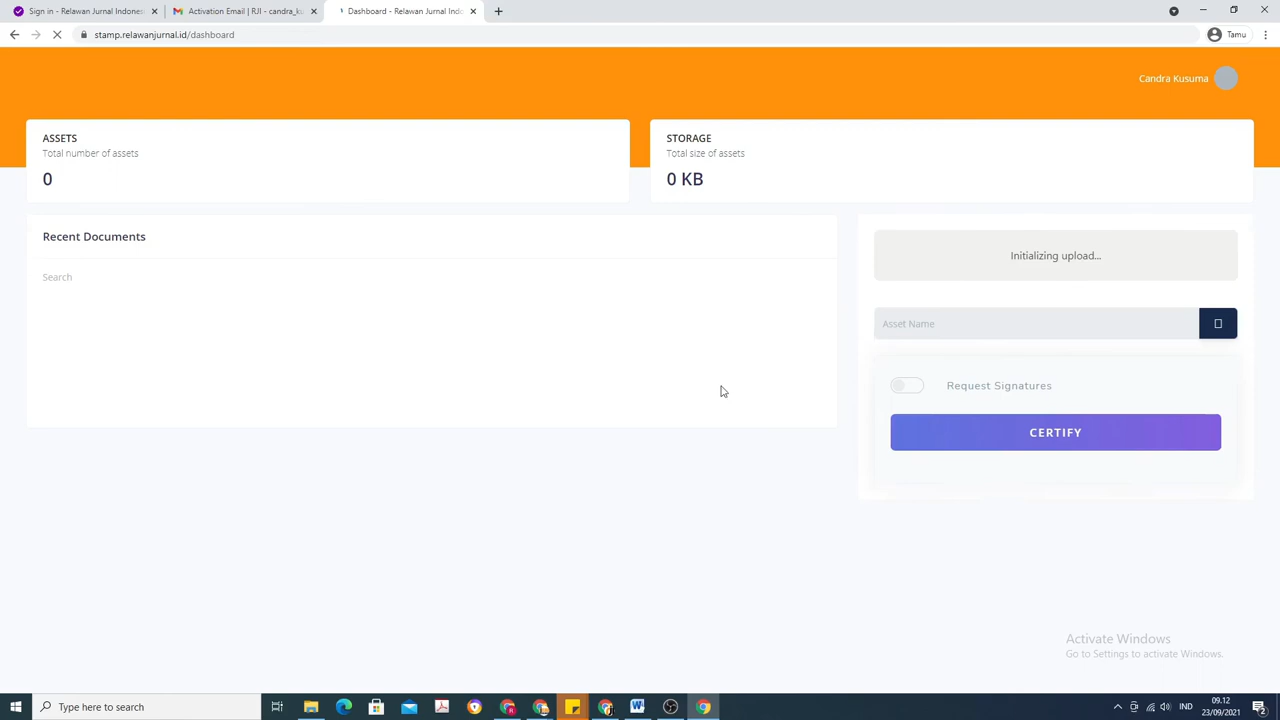 Sign in - Relawan Jurnal Indones
Activation Email | RJI - candra_ku
Dashboard - Relawan Jurnal Indo
stamp.relawanjurnal.id/dashboard
Tamu
Candra Kusuma
ASSETS
Total number of assets
0
STORAGE
Total size of assets
0 KB
Recent Documents
Search
Initializing upload...
Asset Name
Request Signatures
CERTIFY
Activate Windows
Go to Settings to activate Windows.
Type here to search
IND
09.12
23/09/2021
2